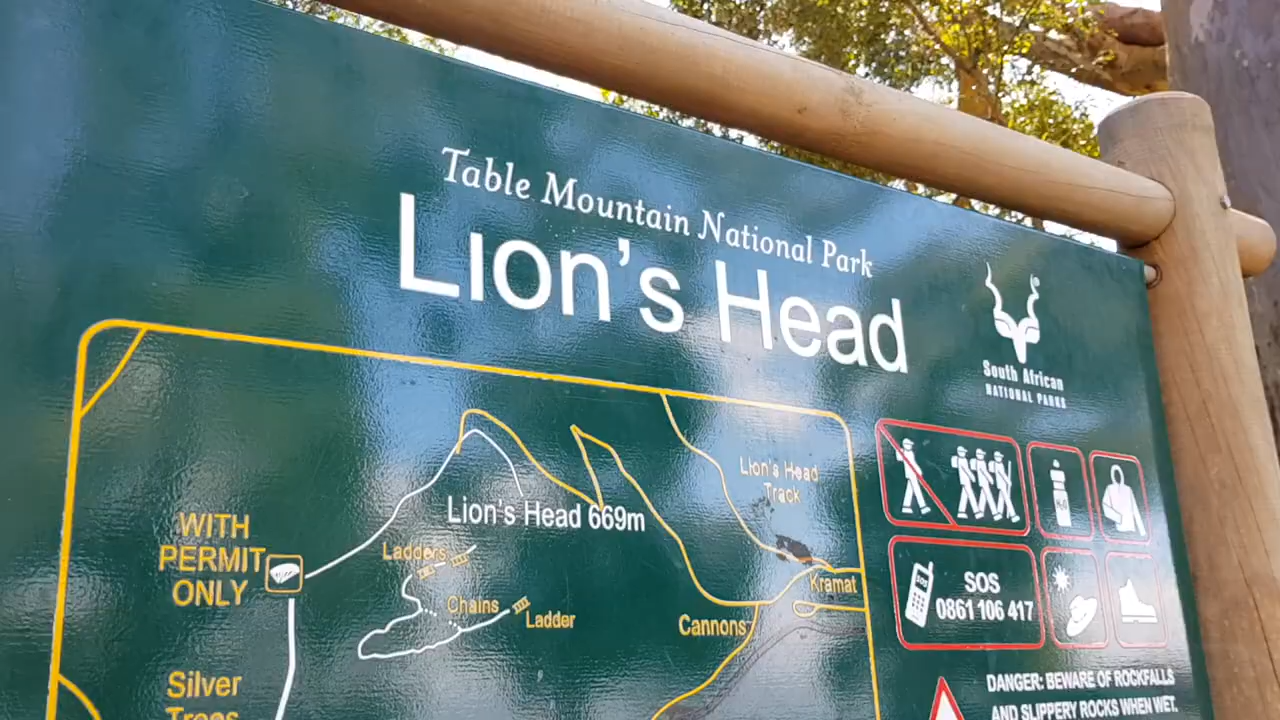 Table Mountain National Park
Lion's Head
South African
NATIONAL PARKS
Lion's Head
Track
Lion's Head 669m
WITH
PERMIT
ONLY
Ladders
Chains
Ladder
Kramat
Cannons
SOS
SOS
0861 106 417
Silver
Trees
DANGER: BEWARE OF ROCKFALLS
AND SLIPPERY ROCKS WHEN WET.